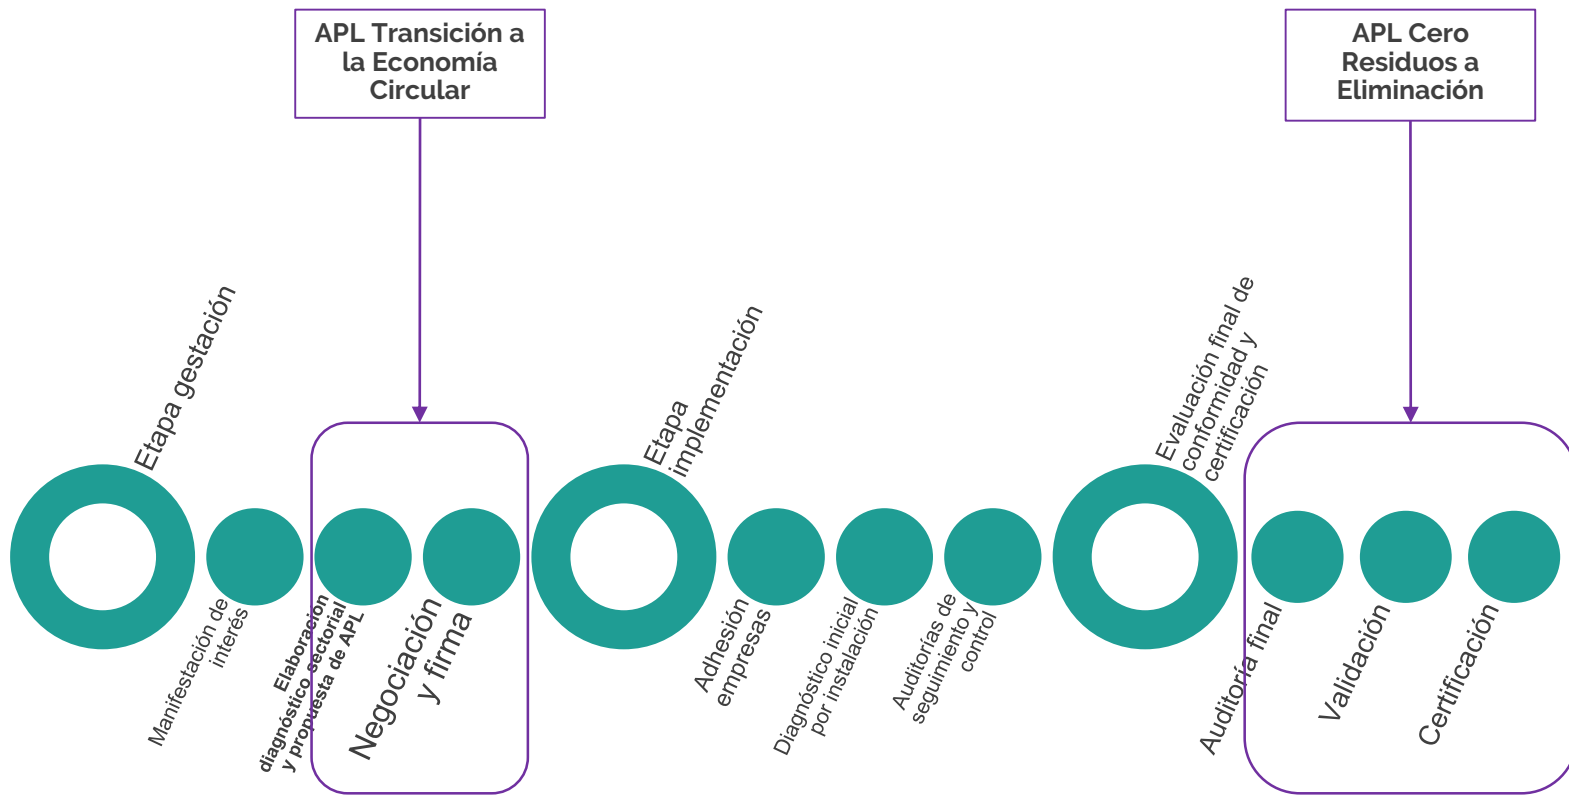 APL Transición a
la Economía
Circular
APL Cero
Residuos a
Eliminación
Etapa gestación
Manifestación de
interés
Elaboración
diagnóstico sectorial
y propuesta de APL
Negociación
y firma
Etapa
implementación
Adhesión
empresas
Diagnóstico inicial
por instalación
Auditorías de
seguimiento y
control
Evaluación final de
conformidad y
certificación
Auditoría final
Validación
Certificación